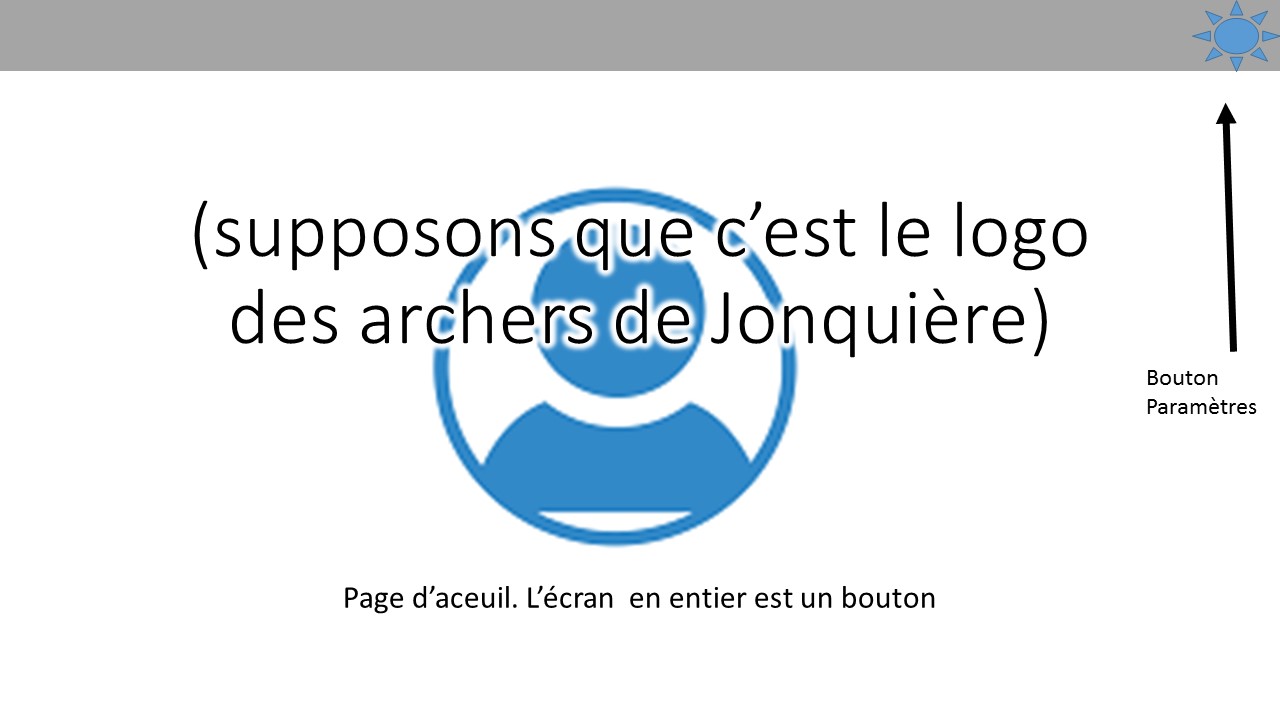 (supposons que c’est le logo
des archers de Jonquière)
Bouton
Paramètres
Page d’aceuil. L’écran  en entier est un bouton